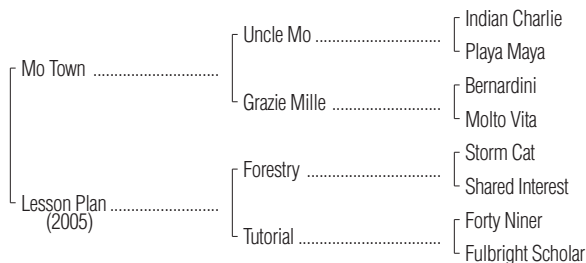 Indian Charlie
Uncle Mo ........................................
Playa Maya
Mo Town ........................................
Bernardini
Grazie Mille ........................................
Molto Vita
Storm Cat
Forestry ........................................
Shared Interest
Lesson Plan ........................................
(2005)
Forty Niner
Tutorial ........................................
Fulbright Scholar